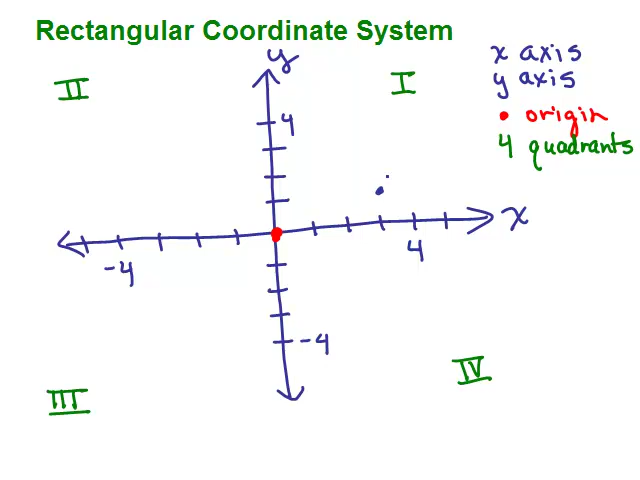 Rectangular Coordinate System
x axis
y axis
• origin
4 quadrants
II
y
I
4
x
-4
4
-4
III
IV